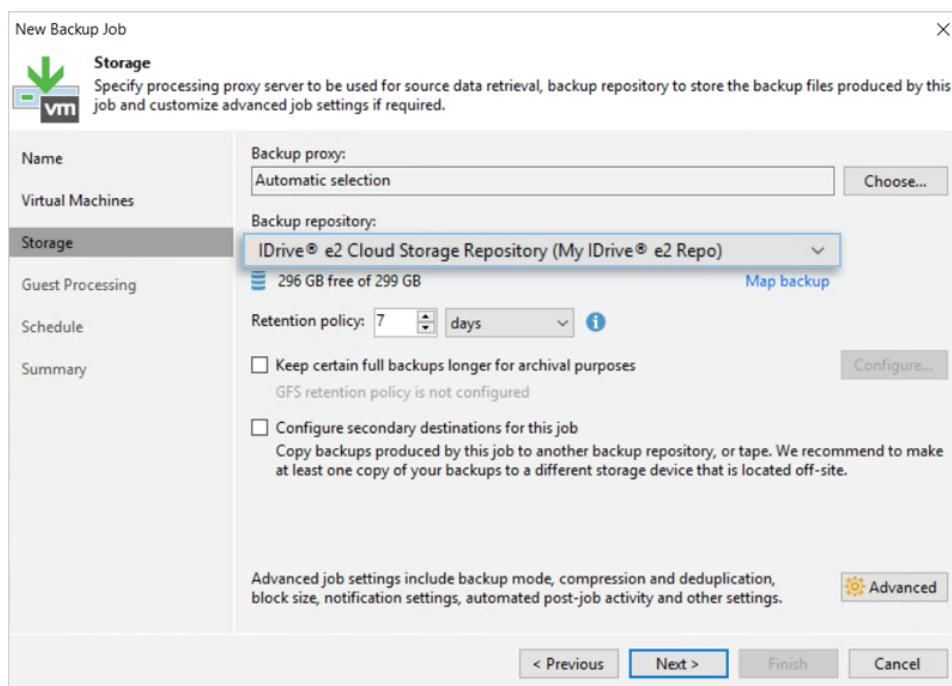 New Backup Job
Storage
Specify processing proxy server to be used for source data retrieval, backup repository to store the backup files produced by this
job and customize advanced job settings if required.
vm
Name
Virtual Machines
Storage
Guest Processing
Schedule
Summary
Backup proxy:
Automatic selection
Choose...
Backup repository:
IDrive® e2 Cloud Storage Repository (My IDrive® e2 Repo)
296 GB free of 299 GB
Map backup
Retention policy: 7 days
Keep certain full backups longer for archival purposes
Configure...
GFS retention policy is not configured
Configure secondary destinations for this job
Copy backups produced by this job to another backup repository, or tape. We recommend to make
at least one copy of your backups to a different storage device that is located off-site.
Advanced job settings include backup mode, compression and deduplication,
block size, notification settings, automated post-job activity and other settings.
Advanced
< Previous
Next >
Finish
Cancel